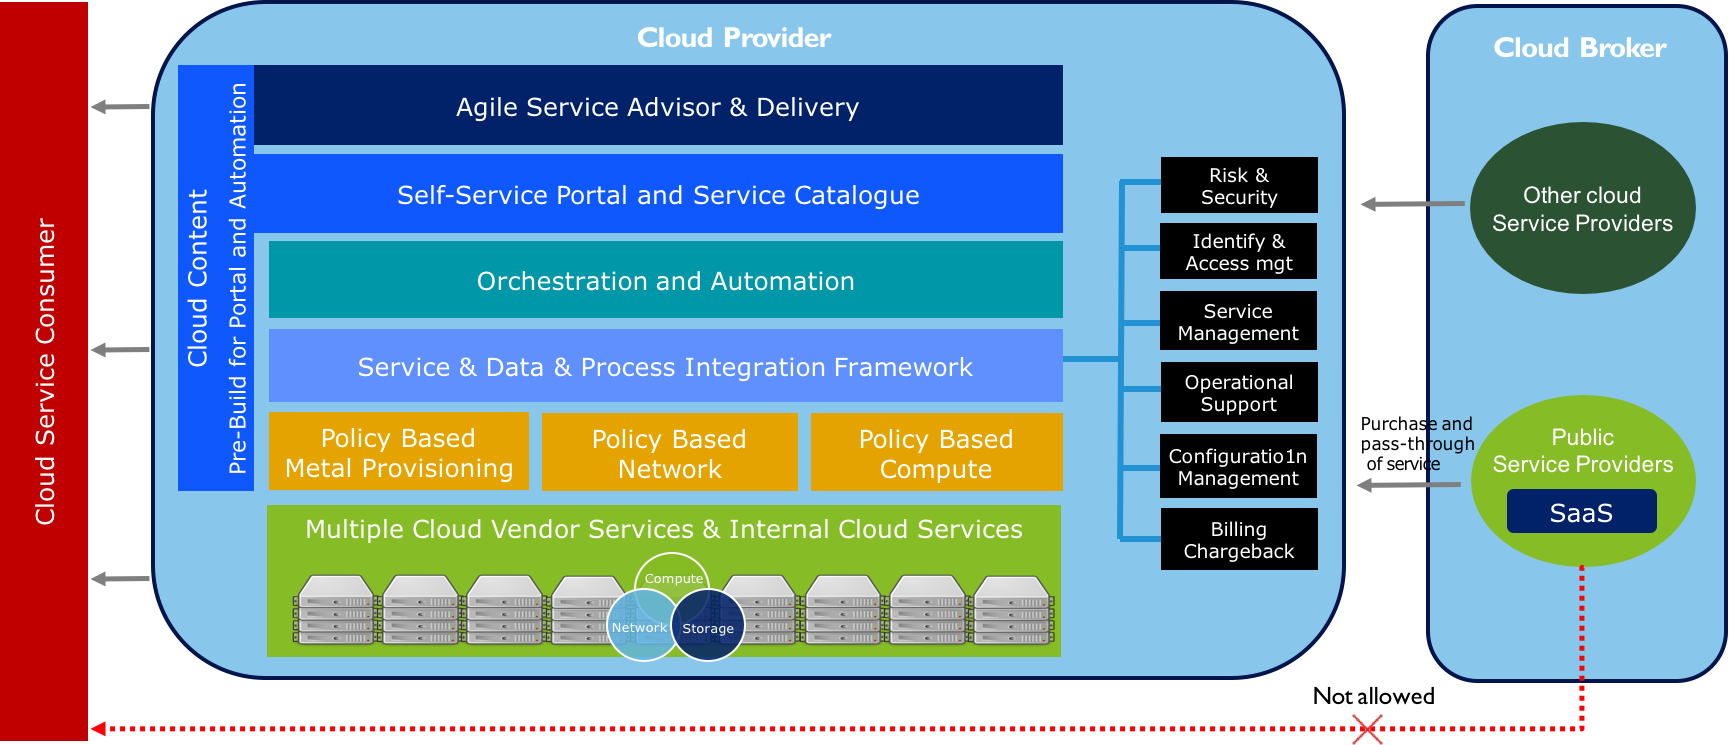 Cloud Service Consumer
Cloud Provider
Cloud Content
Pre-Build for Portal and Automation
Agile Service Advisor & Delivery
Self-Service Portal and Service Catalogue
Orchestration and Automation
Service & Data & Process Integration Framework
Policy Based
Metal Provisioning
Policy Based
Network
Policy Based
Compute
Multiple Cloud Vendor Services & Internal Cloud Services
Compute
Network
Storage
Risk &
Security
Identify &
Access mgt
Service
Management
Operational
Support
Configuratio1n
Management
Billing
Chargeback
Cloud Broker
Other cloud
Service Providers
Purchase and
pass-through
of service
Public
Service Providers
SaaS
Not allowed